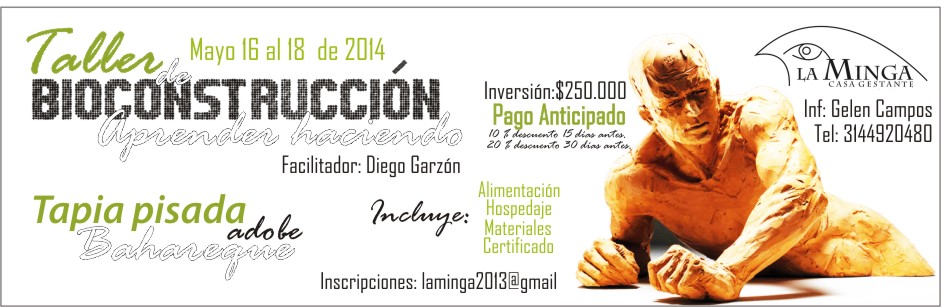 Taller de
Mayo 16 al 18 de 2014
BIOCONSTRUCCIÓN
Aprender haciendo
Facilitador: Diego Garzón
Tapia pisada
adobe
Bahareque
Inversión:$250.000
Pago Anticipado
10 % descuento 15 días antes,
20 % descuento 30 días antes,
Incluye:
Alimentación
Hospedaje
Materiales
Certificado
Inscripciones: laminga2013@gmail
LA MINGA
CASA GESTANTE
Inf: Gelen Campos
Tel: 3144920480